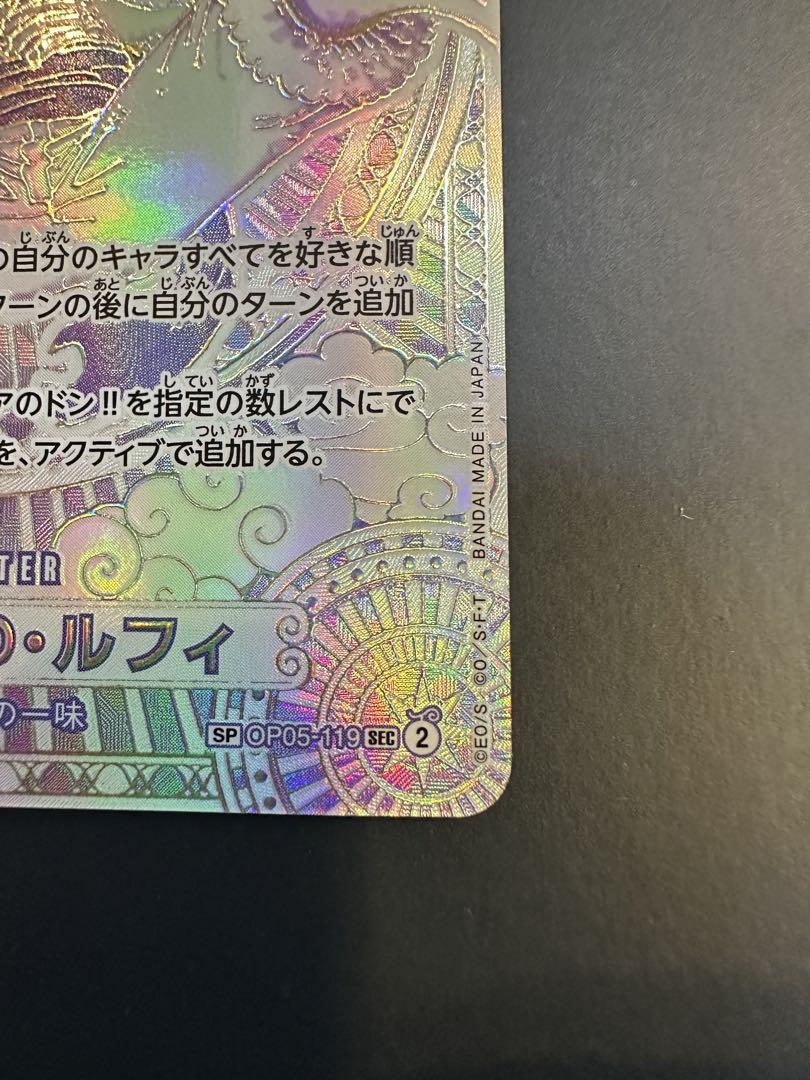 の自分のキャラすべてを好きな順
ターンの後に自分のターンを追加
アのドン!!を指定の数レストにで
を、アクティブで追加する。
TER
D・ルフィ
の一味
SP OP05-119 SEC 2
©EO/S ©O/S・F・T BANDAI MADE IN JAPAN